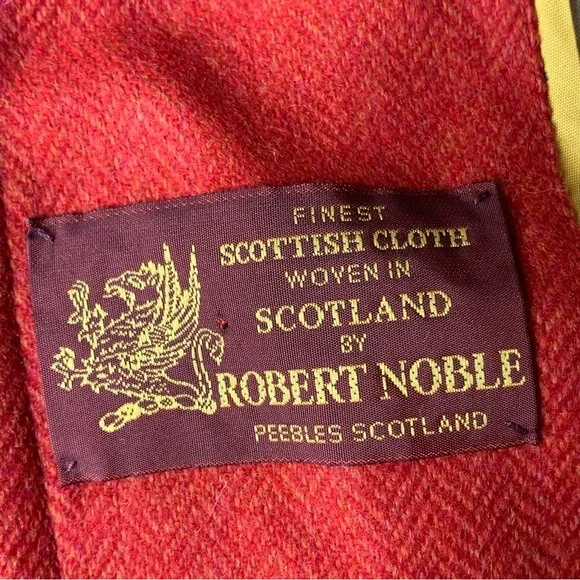 FINEST
SCOTTISH CLOTH
WOVEN IN
SCOTLAND
BY
ROBERT NOBLE
PEEBLES SCOTLAND